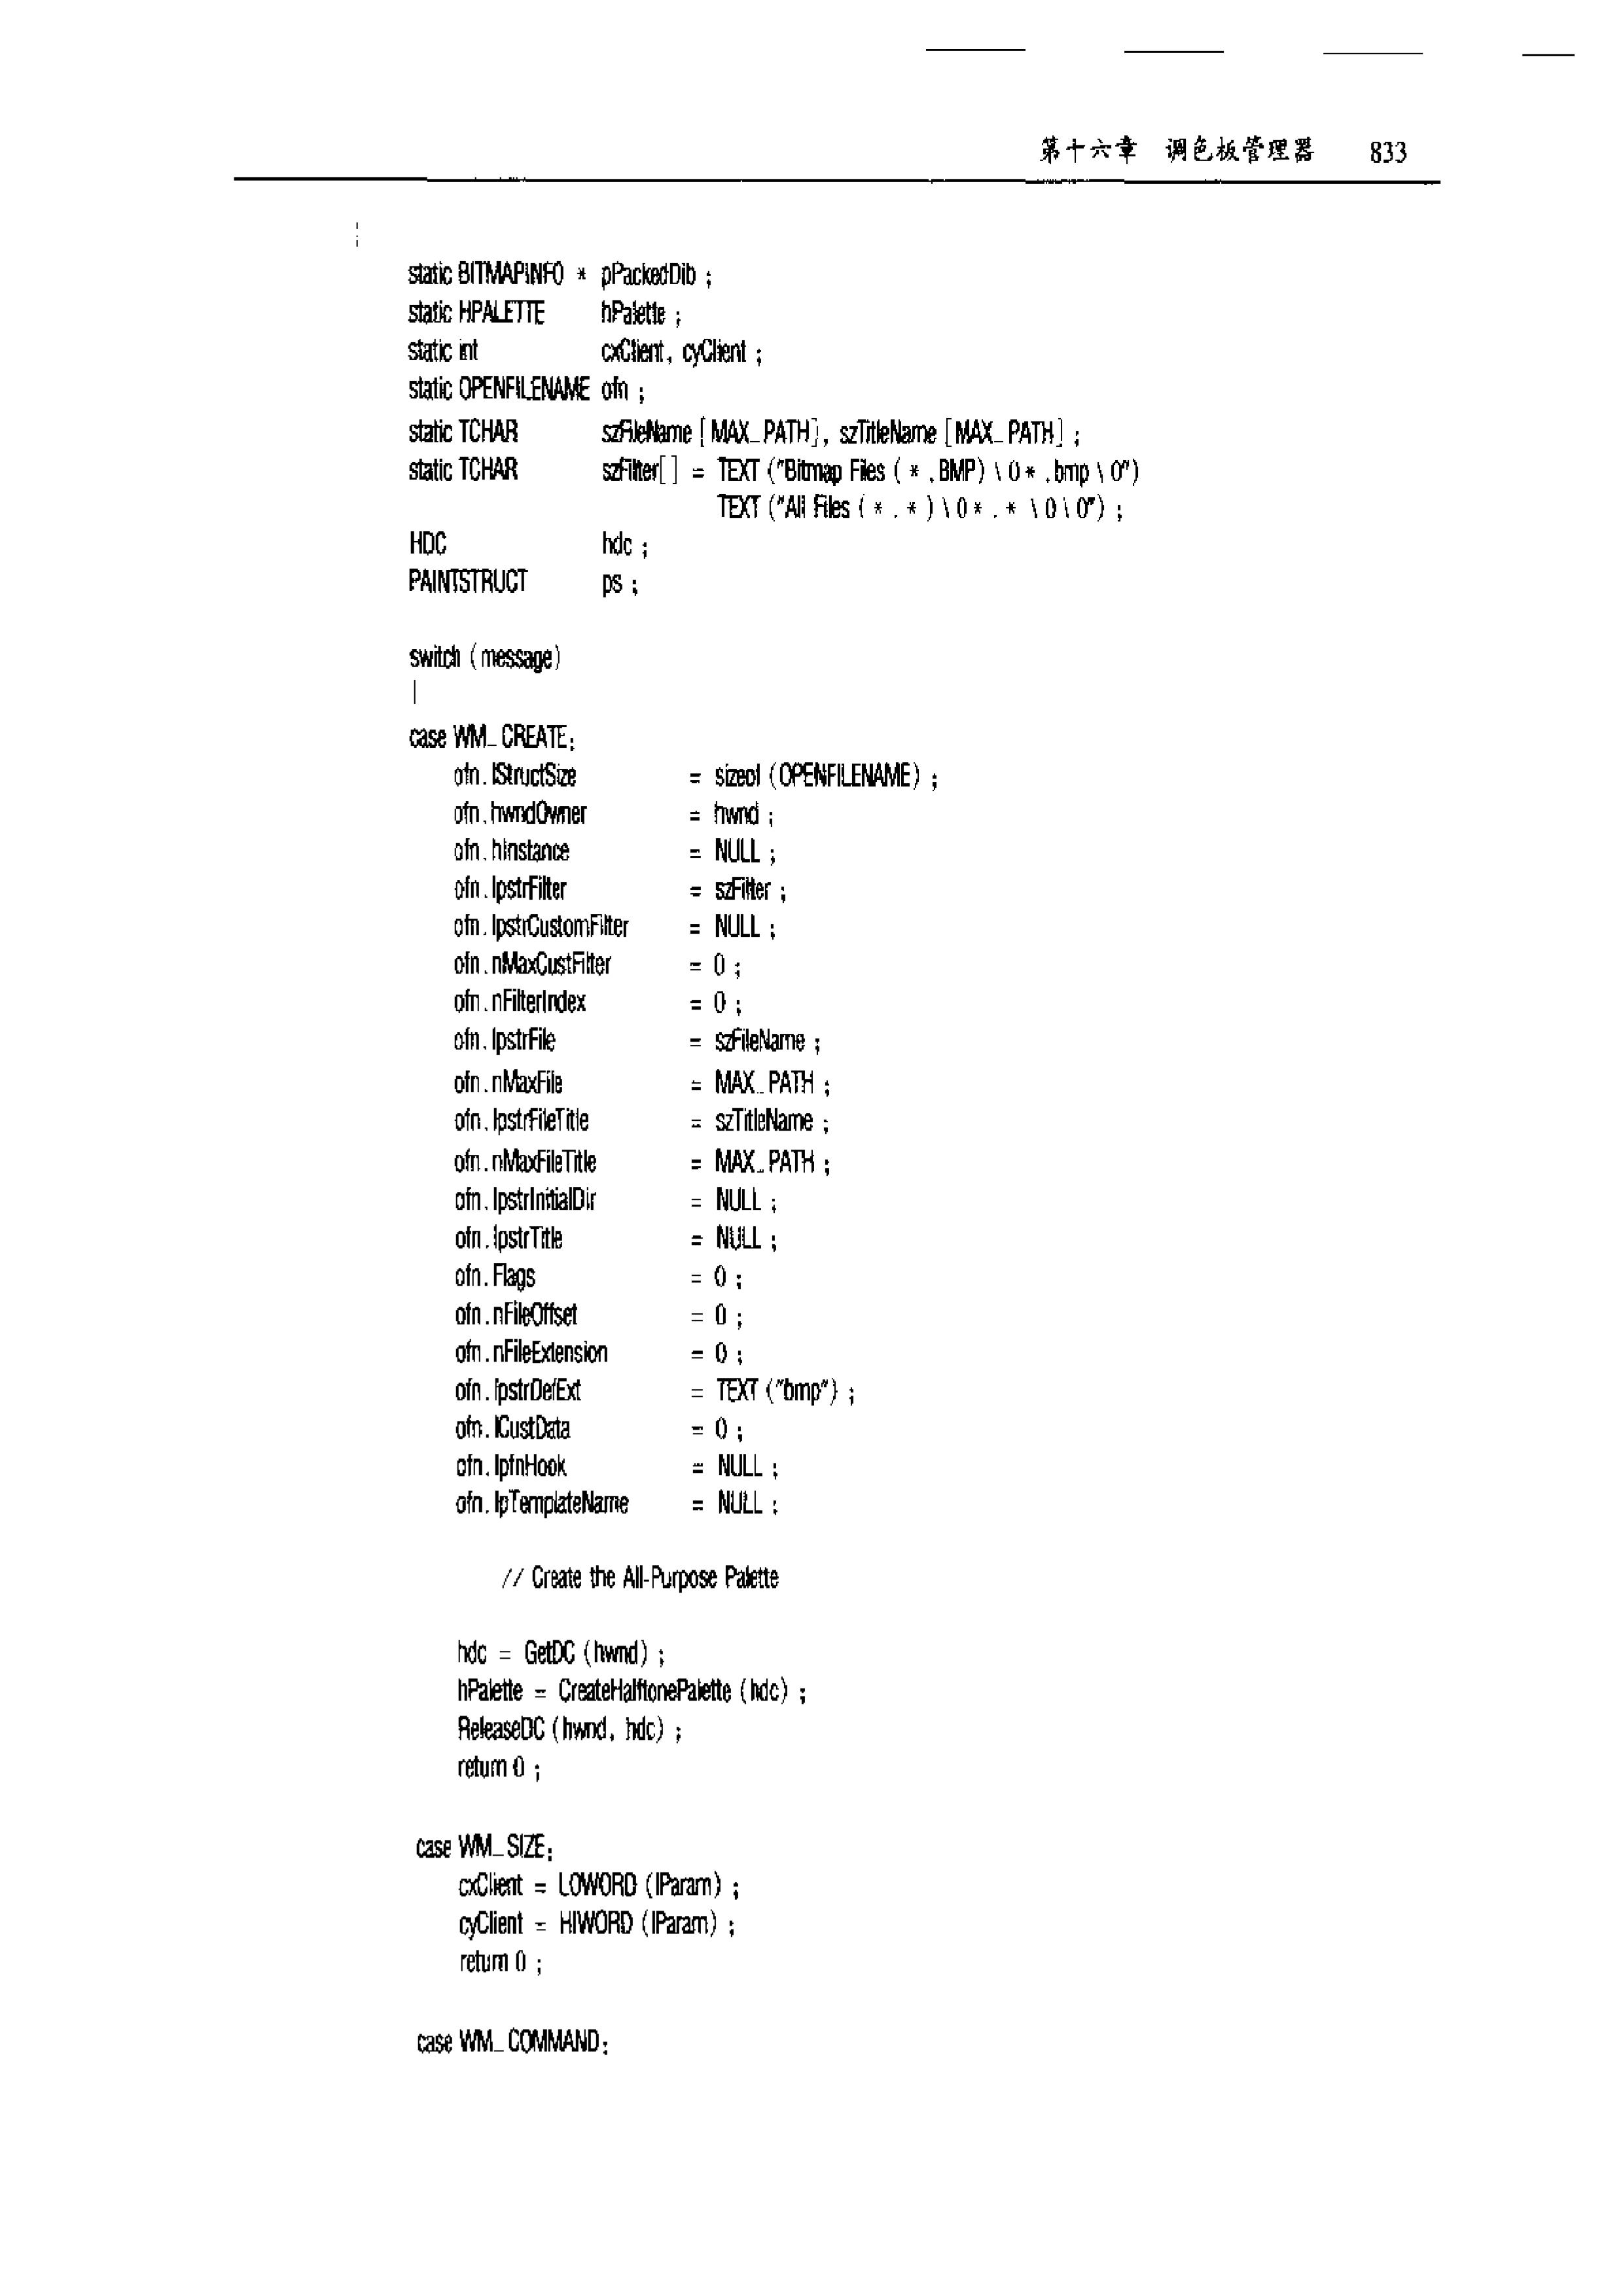 第十六章 调色板管理器 833
{
static BITMAPINFO * pPackedDib ;
static HPALETTE hPalette ;
static int cxClient, cyClient ;
static OPENFILENAME ofn ;
static TCHAR szFileName [MAX_PATH], szTitleName [MAX_PATH] ;
static TCHAR szFilter[] = TEXT ("Bitmap Files (*.BMP)\0*.bmp\0")
TEXT ("All Files (*.*)\0*.*\0\0") ;
HDC hdc ;
PAINTSTRUCT ps ;
switch (message)
{
case WM_CREATE:
ofn.lStructSize = sizeof (OPENFILENAME) ;
ofn.hwndOwner = hwnd ;
ofn.hInstance = NULL ;
ofn.lpstrFilter = szFilter ;
ofn.lpstrCustomFilter = NULL ;
ofn.nMaxCustFilter = 0 ;
ofn.nFilterIndex = 0 ;
ofn.lpstrFile = szFileName ;
ofn.nMaxFile = MAX_PATH ;
ofn.lpstrFileTitle = szTitleName ;
ofn.nMaxFileTitle = MAX_PATH ;
ofn.lpstrInitialDir = NULL ;
ofn.lpstrTitle = NULL ;
ofn.Flags = 0 ;
ofn.nFileOffset = 0 ;
ofn.nFileExtension = 0 ;
ofn.lpstrDefExt = TEXT ("bmp") ;
ofn.lCustData = 0 ;
ofn.lpfnHook = NULL ;
ofn.lpTemplateName = NULL ;
// Create the All-Purpose Palette
hdc = GetDC (hwnd) ;
hPalette = CreateHalftonePalette (hdc) ;
ReleaseDC (hwnd, hdc) ;
return 0 ;
case WM_SIZE:
cxClient = LOWORD (lParam) ;
cyClient = HIWORD (lParam) ;
return 0 ;
case WM_COMMAND: